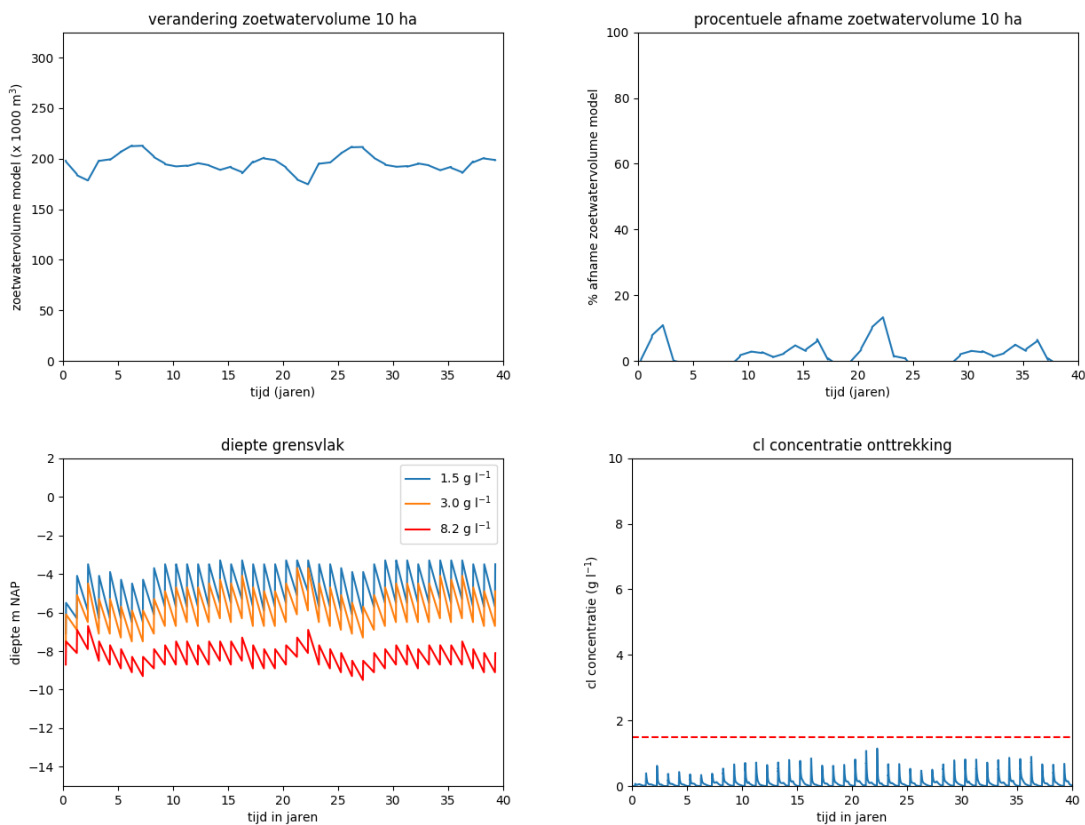 verandering zoetwatervolume 10 ha
zoetwatervolume model (x 1000 m³)
300
250
200
150
100
50
0
0 5 10 15 20 25 30 35 40
tijd (jaren)
procentuele afname zoetwatervolume 10 ha
% afname zoetwatervolume model
100
80
60
40
20
0
0 5 10 15 20 25 30 35 40
tijd (jaren)
diepte grensvlak
diepte m NAP
2
0
−2
−4
−6
−8
−10
−12
−14
1.5 g l⁻¹
3.0 g l⁻¹
8.2 g l⁻¹
0 5 10 15 20 25 30 35 40
tijd in jaren
cl concentratie onttrekking
cl concentratie (g l⁻¹)
10
8
6
4
2
0
0 5 10 15 20 25 30 35 40
tijd in jaren